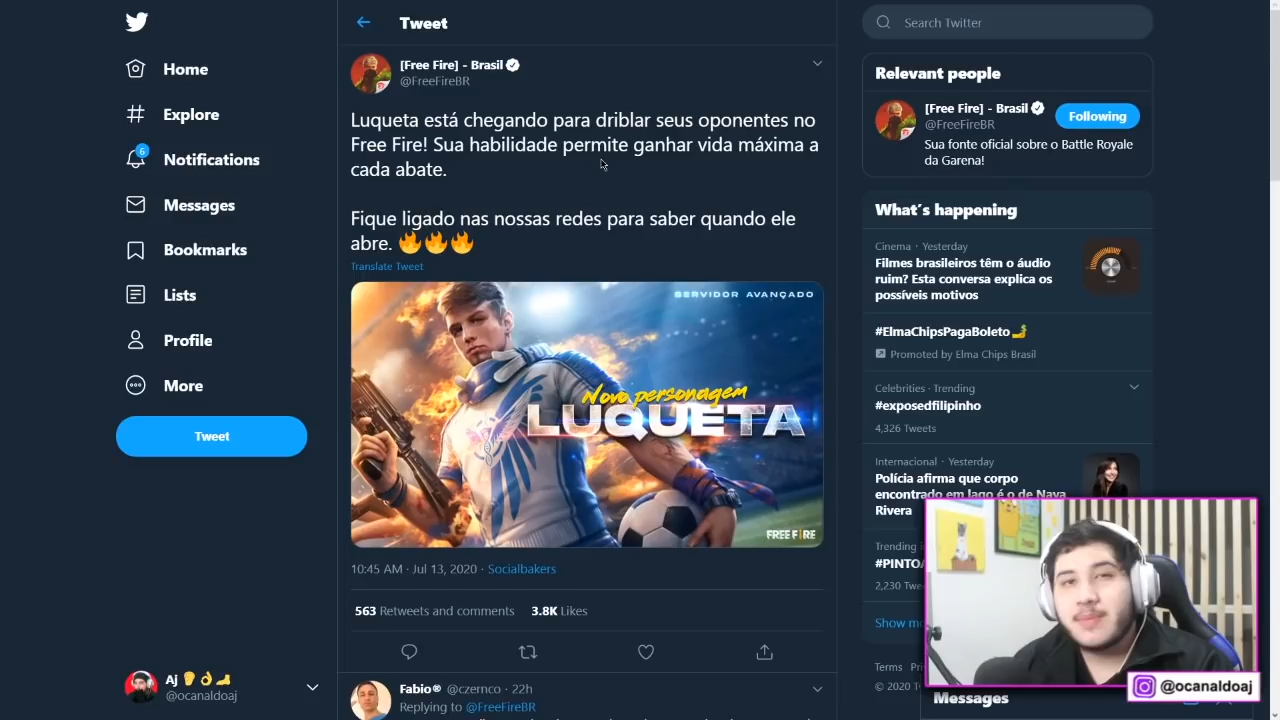 Home
Explore
6
Notifications
Messages
Bookmarks
Lists
Profile
More
Tweet
Aj
@ocanaldoaj
Tweet
[Free Fire] - Brasil
@FreeFireBR
Luqueta está chegando para driblar seus oponentes no
Free Fire! Sua habilidade permite ganhar vida máxima a
cada abate.
Fique ligado nas nossas redes para saber quando ele
abre. 🔥🔥🔥
Translate Tweet
SERVIDOR AVANÇADO
Novo personagem
LUQUETA
FREE FIRE
10:45 AM · Jul 13, 2020 · Socialbakers
563 Retweets and comments 3.8K Likes
Fabio® @czernco · 22h
Replying to @FreeFireBR
Search Twitter
Relevant people
[Free Fire] - Brasil
@FreeFireBR
Following
Sua fonte oficial sobre o Battle Royale
da Garena!
What's happening
Cinema · Yesterday
Filmes brasileiros têm o áudio
ruim? Esta conversa explica os
possíveis motivos
#ElmaChipsPagaBoleto
Promoted by Elma Chips Brasil
Celebrities · Trending
#exposedfilipinho
4,326 Tweets
Internacional · Yesterday
Polícia afirma que corpo
encontrado em lago é o de Naya
Rivera
Trending
#PINTO
2,230 Twe
Show mo
Terms Pri
© 2020 T
Messages
@ocanaldoaj